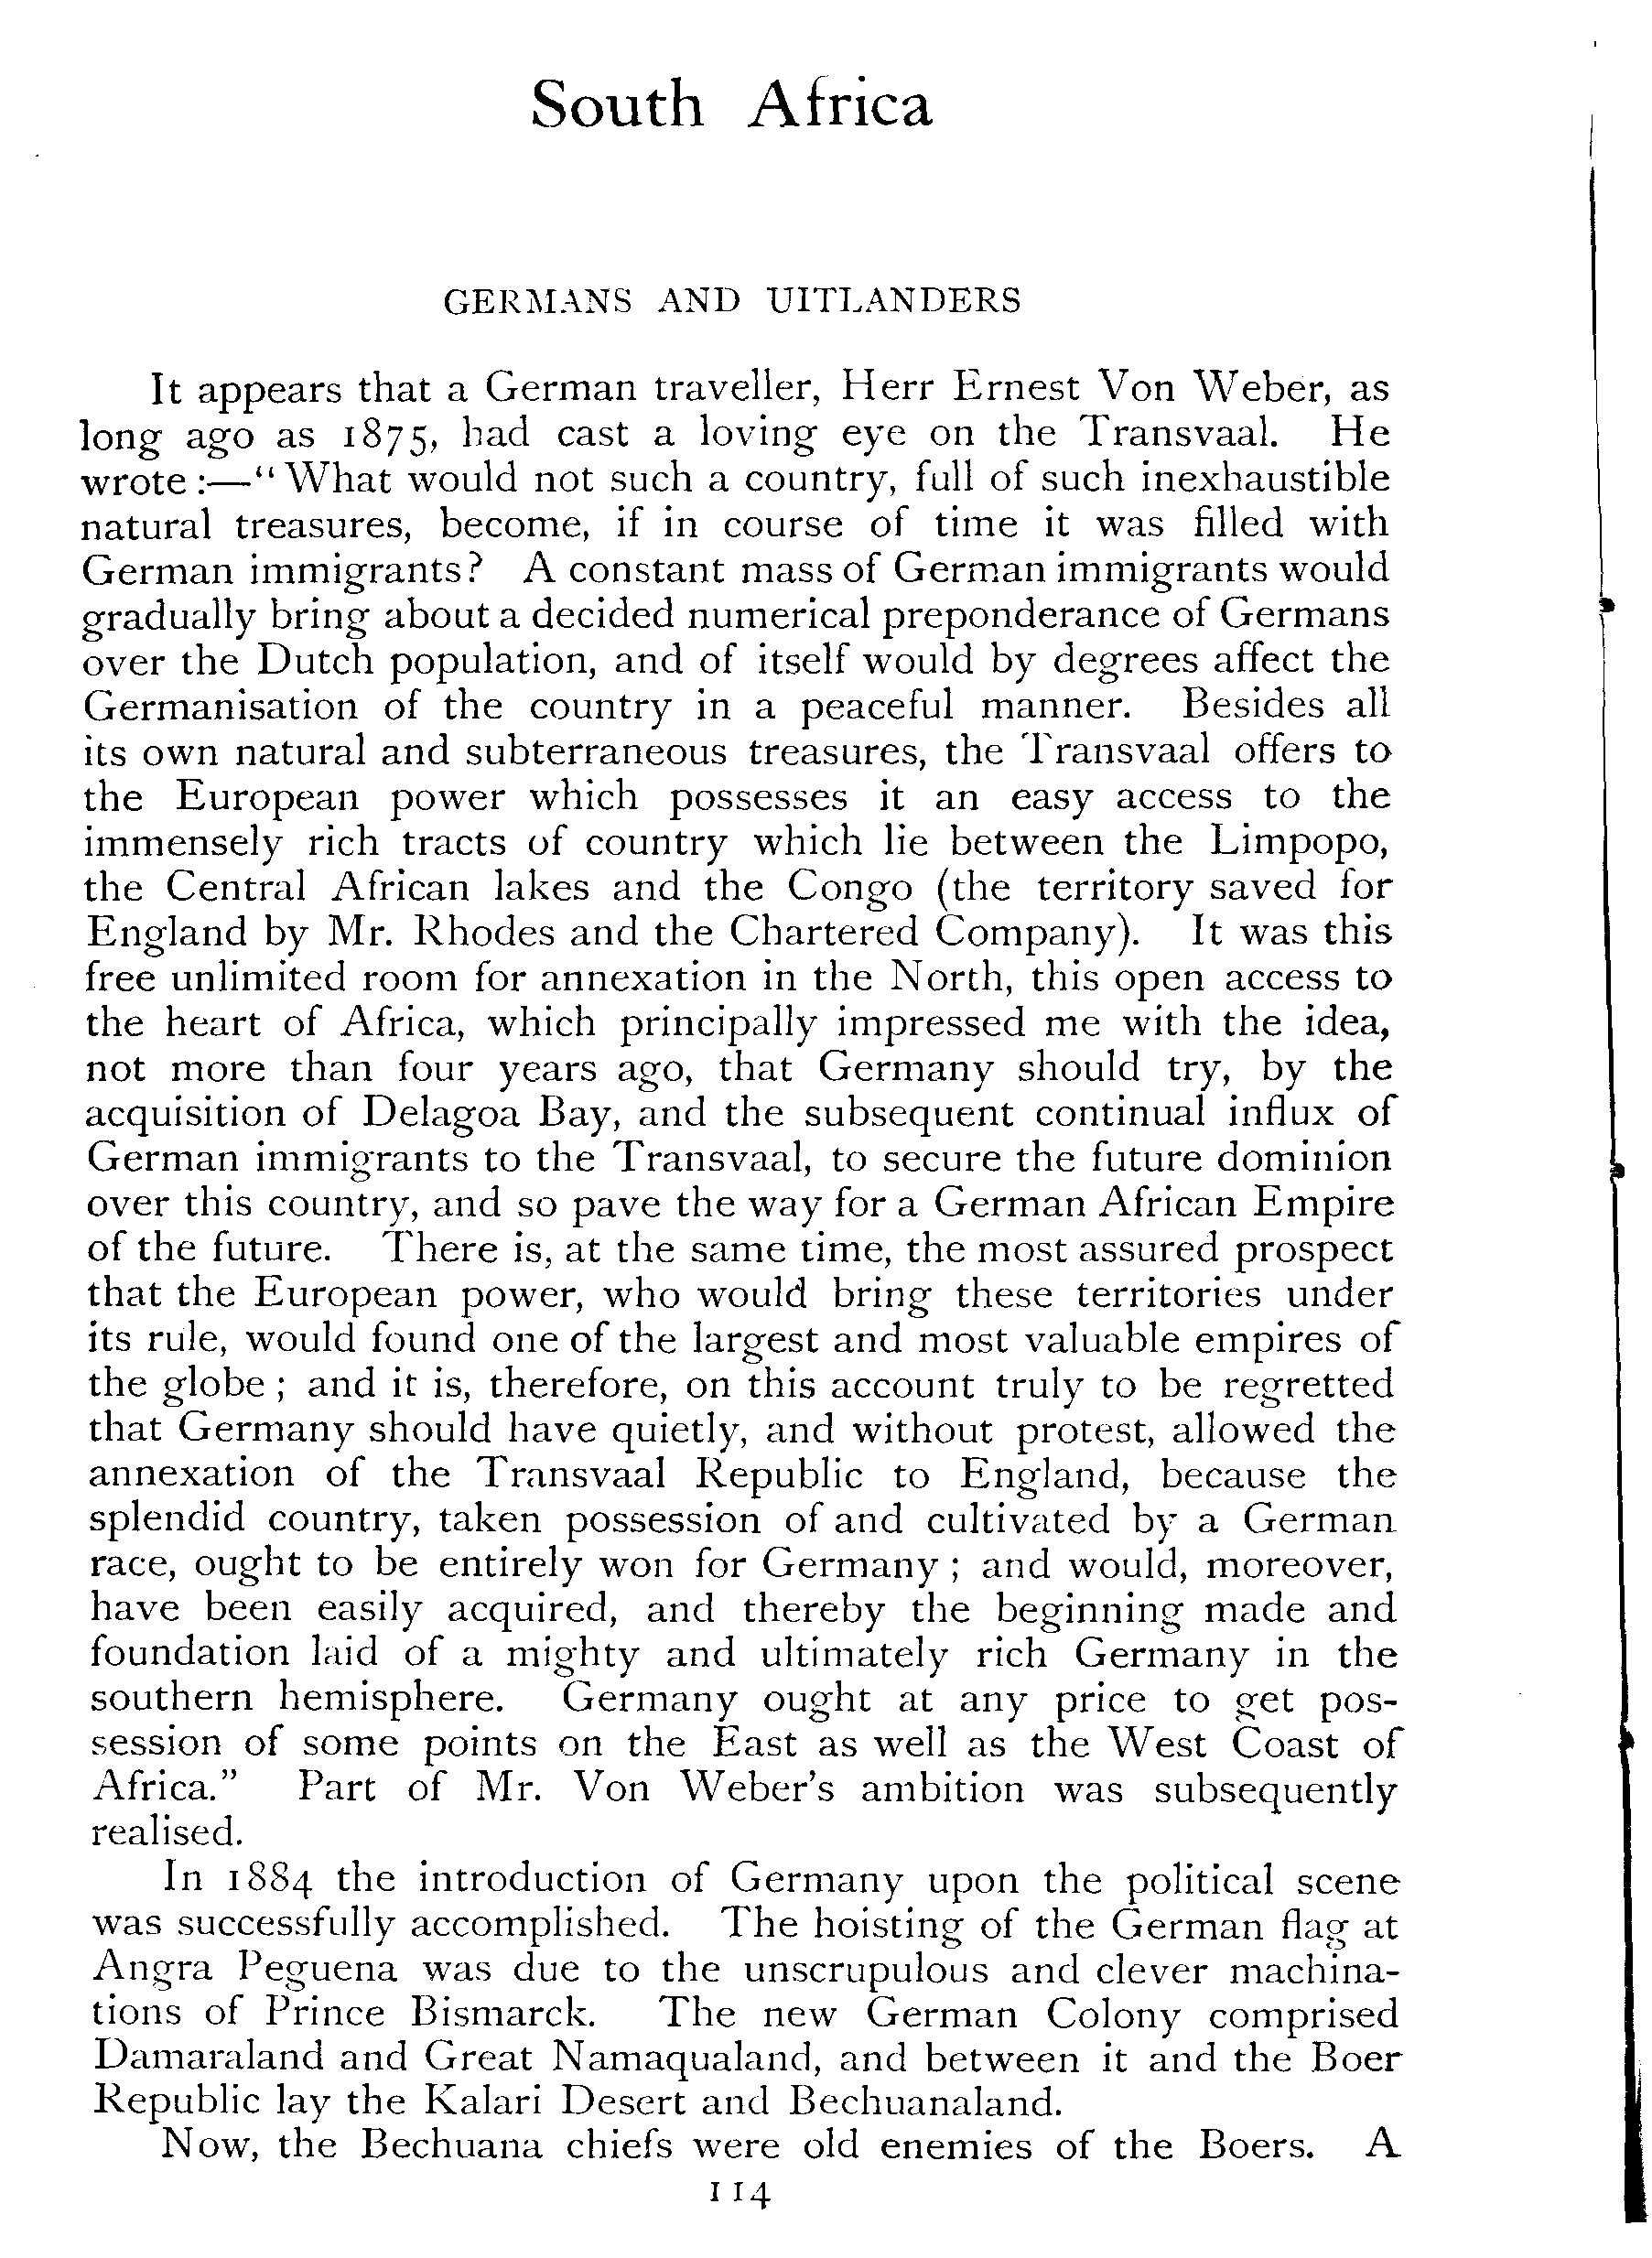 South Africa
GERMANS AND UITLANDERS
It appears that a German traveller, Herr Ernest Von Weber, as
long ago as 1875, had cast a loving eye on the Transvaal. He
wrote :—“ What would not such a country, full of such inexhaustible
natural treasures, become, if in course of time it was filled with
German immigrants? A constant mass of German immigrants would
gradually bring about a decided numerical preponderance of Germans
over the Dutch population, and of itself would by degrees affect the
Germanisation of the country in a peaceful manner. Besides all
its own natural and subterraneous treasures, the Transvaal offers to
the European power which possesses it an easy access to the
immensely rich tracts of country which lie between the Limpopo,
the Central African lakes and the Congo (the territory saved for
England by Mr. Rhodes and the Chartered Company). It was this
free unlimited room for annexation in the North, this open access to
the heart of Africa, which principally impressed me with the idea,
not more than four years ago, that Germany should try, by the
acquisition of Delagoa Bay, and the subsequent continual influx of
German immigrants to the Transvaal, to secure the future dominion
over this country, and so pave the way for a German African Empire
of the future. There is, at the same time, the most assured prospect
that the European power, who would bring these territories under
its rule, would found one of the largest and most valuable empires of
the globe ; and it is, therefore, on this account truly to be regretted
that Germany should have quietly, and without protest, allowed the
annexation of the Transvaal Republic to England, because the
splendid country, taken possession of and cultivated by a German
race, ought to be entirely won for Germany ; and would, moreover,
have been easily acquired, and thereby the beginning made and
foundation laid of a mighty and ultimately rich Germany in the
southern hemisphere. Germany ought at any price to get pos-
session of some points on the East as well as the West Coast of
Africa.” Part of Mr. Von Weber's ambition was subsequently
realised.
In 1884 the introduction of Germany upon the political scene
was successfully accomplished. The hoisting of the German flag at
Angra Peguena was due to the unscrupulous and clever machina-
tions of Prince Bismarck. The new German Colony comprised
Damaraland and Great Namaqualand, and between it and the Boer
Republic lay the Kalari Desert and Bechuanaland.
Now, the Bechuana chiefs were old enemies of the Boers. A
114